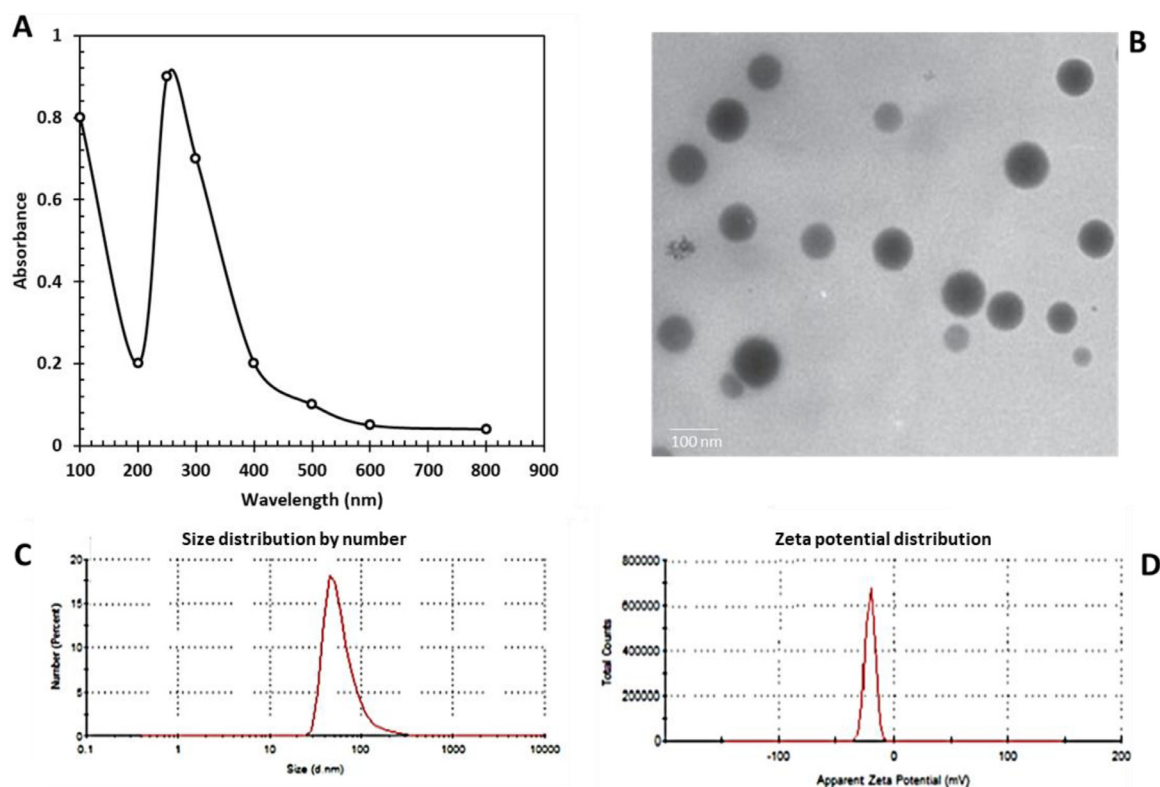 A
1
0.8
0.6
0.4
0.2
0
Absorbance
100 200 300 400 500 600 700 800 900
Wavelength (nm)
B
100 nm
C
Size distribution by number
20
15
10
5
0
Number (Percent)
0.1 1 10 100 1000 10000
Size (d.nm)
D
Zeta potential distribution
800000
600000
400000
200000
0
Total Counts
-100 0 100 200
Apparent Zeta Potential (mV)